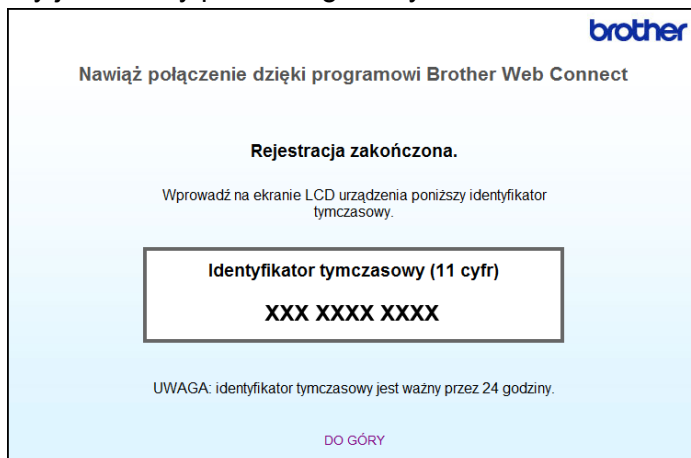 brother
Nawiąż połączenie dzięki programowi Brother Web Connect
Rejestracja zakończona.
Wprowadź na ekranie LCD urządzenia poniższy identyfikator
tymczasowy.
Identyfikator tymczasowy (11 cyfr)
XXX XXXX XXXX
UWAGA: identyfikator tymczasowy jest ważny przez 24 godziny.
DO GÓRY